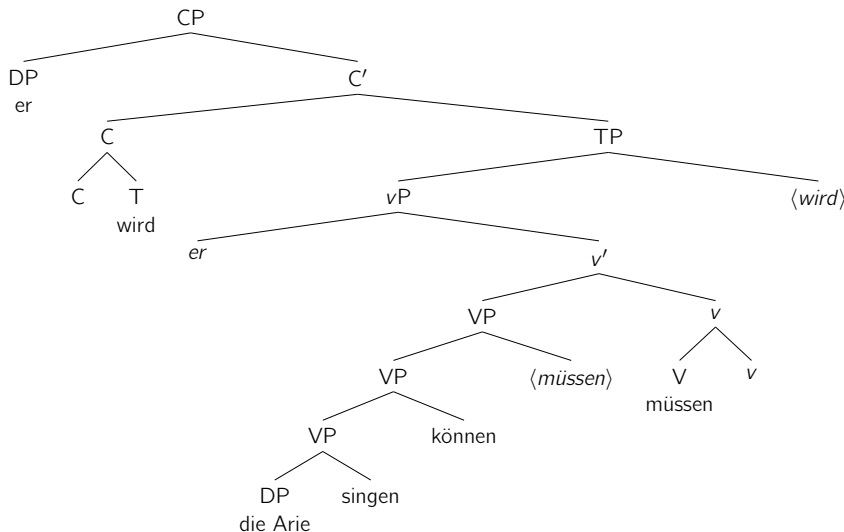 CP
DP C′
er
C TP
C T vP ⟨wird⟩
wird
er v′
VP v
VP ⟨müssen⟩ V v
müssen
VP können
DP singen
die Arie